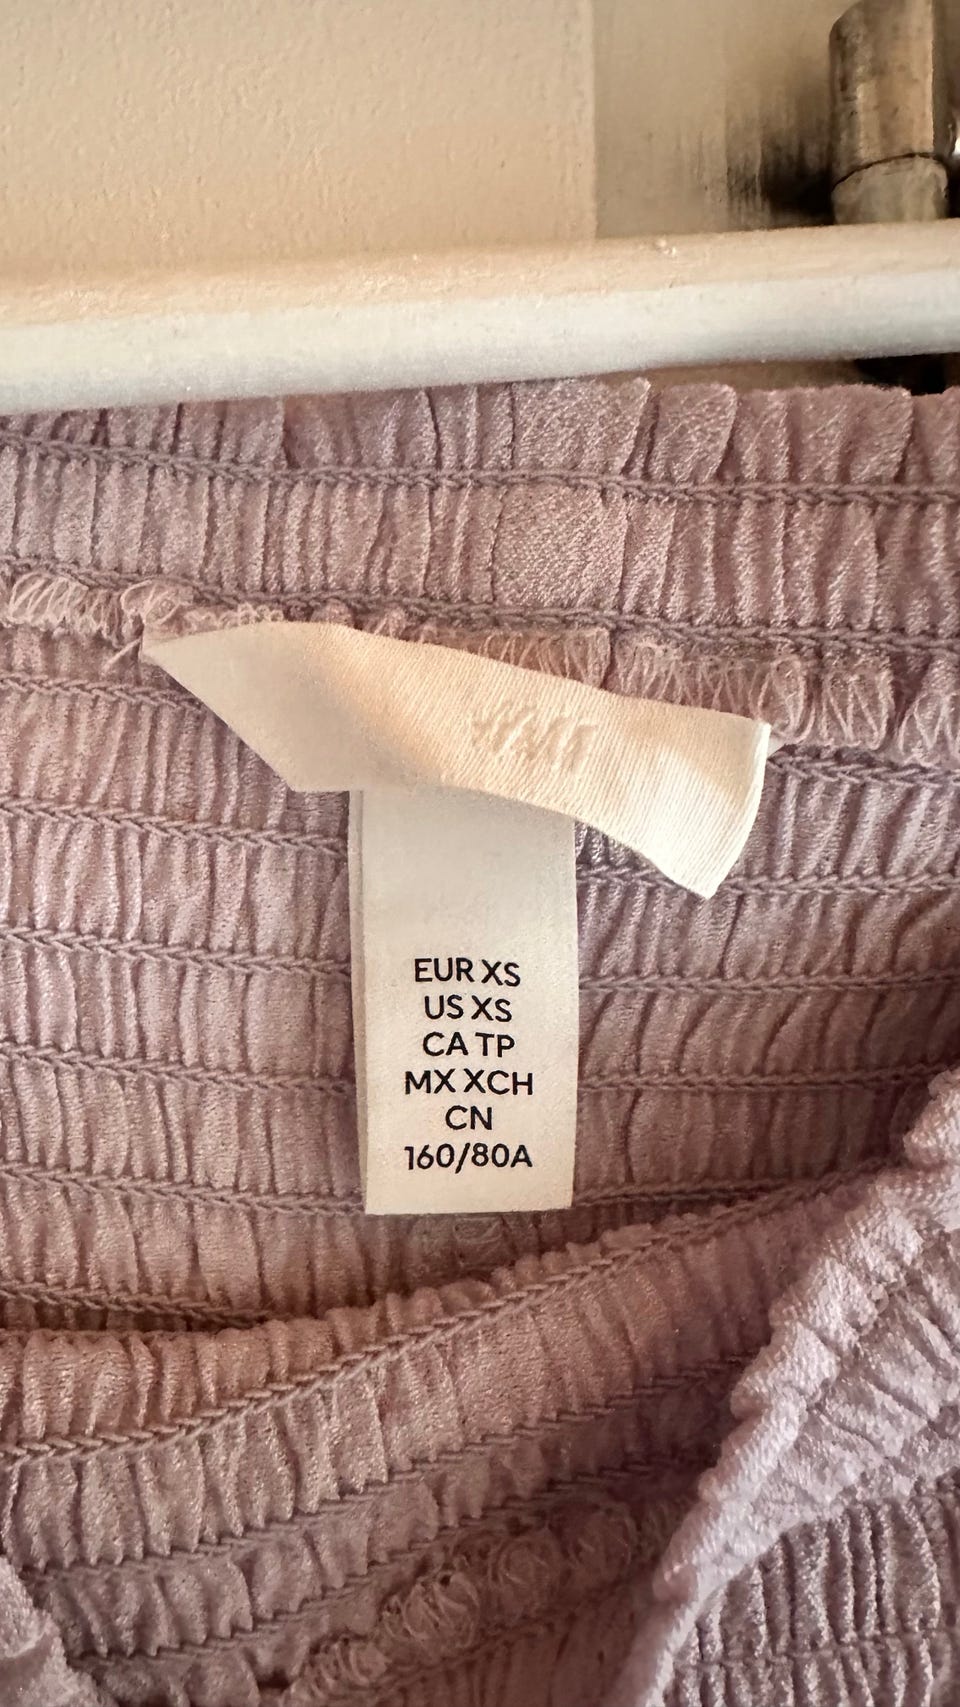 H&M
EUR XS
US XS
CA TP
MX XCH
CN
160/80A